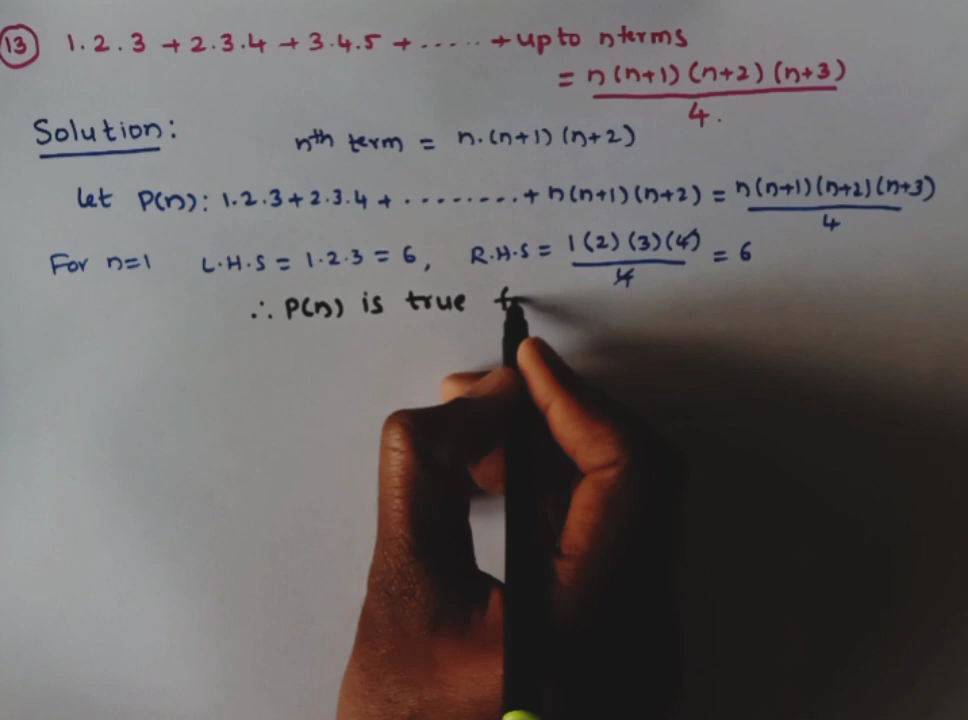 13 1.2.3 + 2.3.4 + 3.4.5 + ...... + upto n terms
= n(n+1)(n+2)(n+3)
4.
Solution:
nth term = n.(n+1)(n+2)
Let P(n): 1.2.3+2.3.4+.........+ n(n+1)(n+2) = n(n+1)(n+2)(n+3)
4
For n=1 L.H.S = 1.2.3 = 6, R.H.S = 1(2)(3)(4) = 6
4
∴ P(n) is true